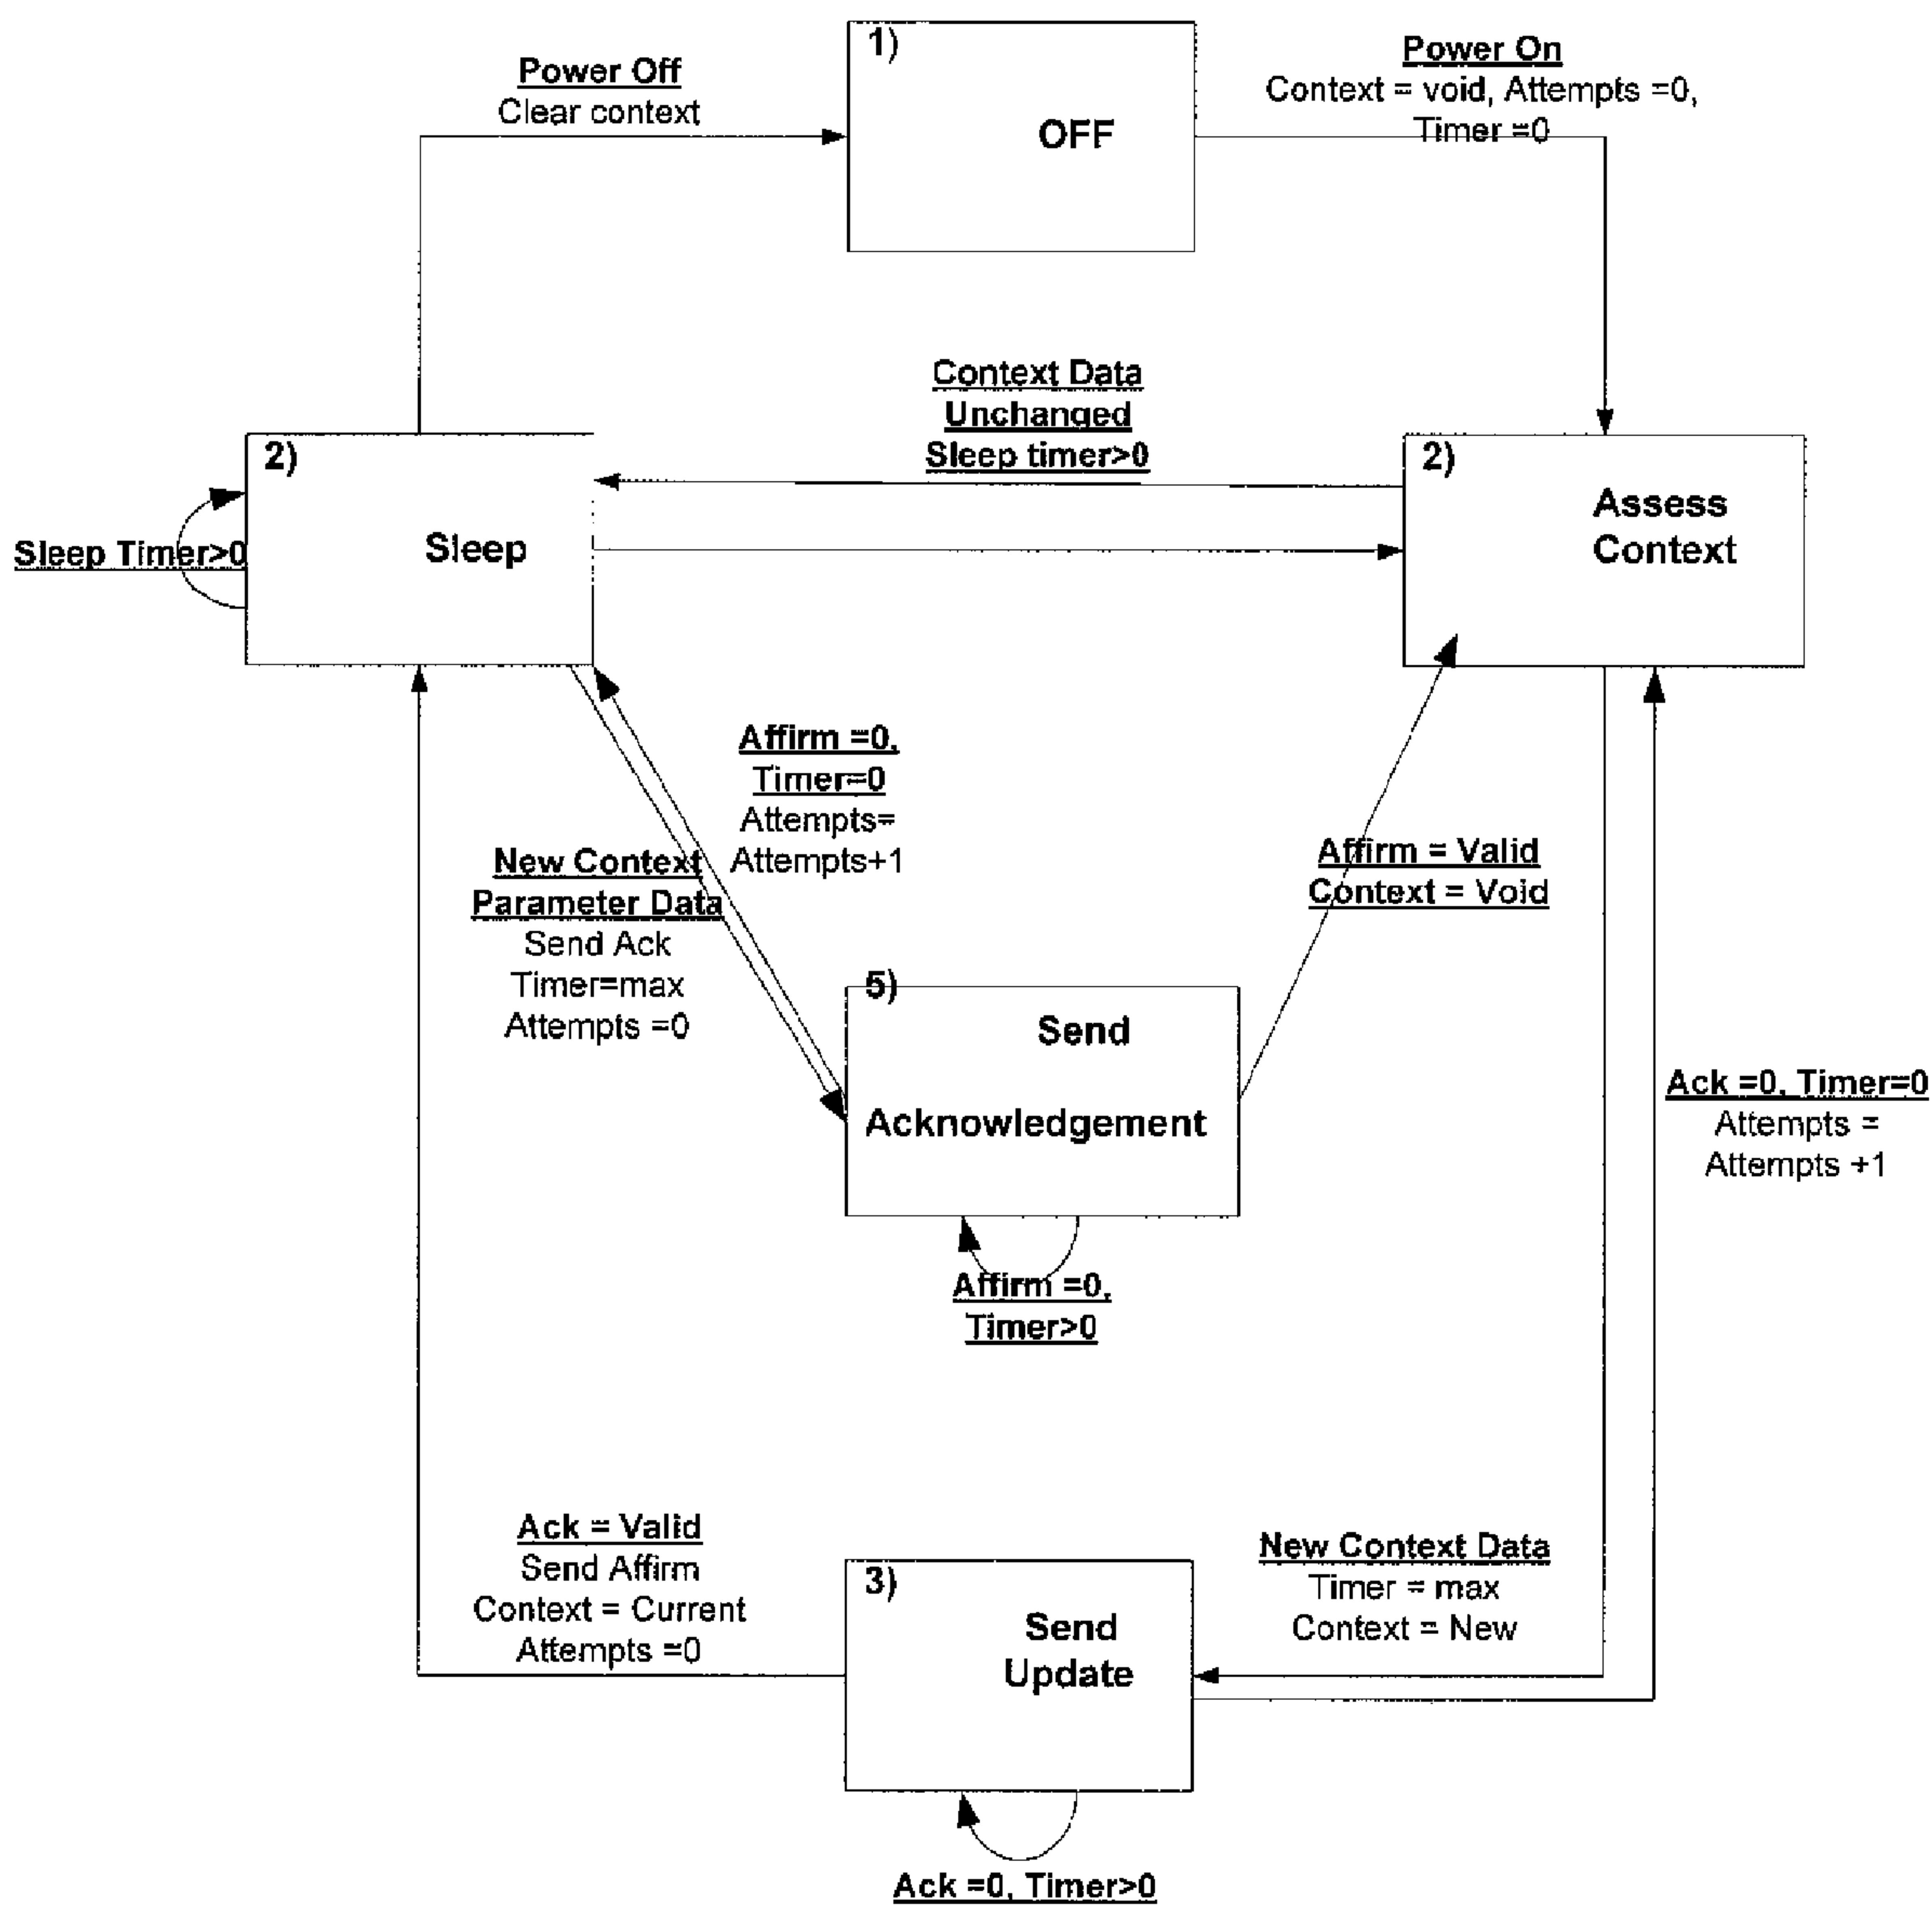 1)
OFF
Power Off
Clear context
Power On
Context = void, Attempts =0,
Timer =0
Context Data
Unchanged
Sleep timer>0
2)
Sleep
Sleep Timer>0
2)
Assess
Context
Affirm =0,
Timer=0
Attempts=
Attempts+1
New Context
Parameter Data
Send Ack
Timer=max
Attempts =0
Affirm = Valid
Context = Void
5)
Send
Acknowledgement
Affirm =0,
Timer>0
Ack =0, Timer=0
Attempts =
Attempts +1
Ack = Valid
Send Affirm
Context = Current
Attempts =0
3)
Send
Update
New Context Data
Timer = max
Context = New
Ack =0, Timer>0